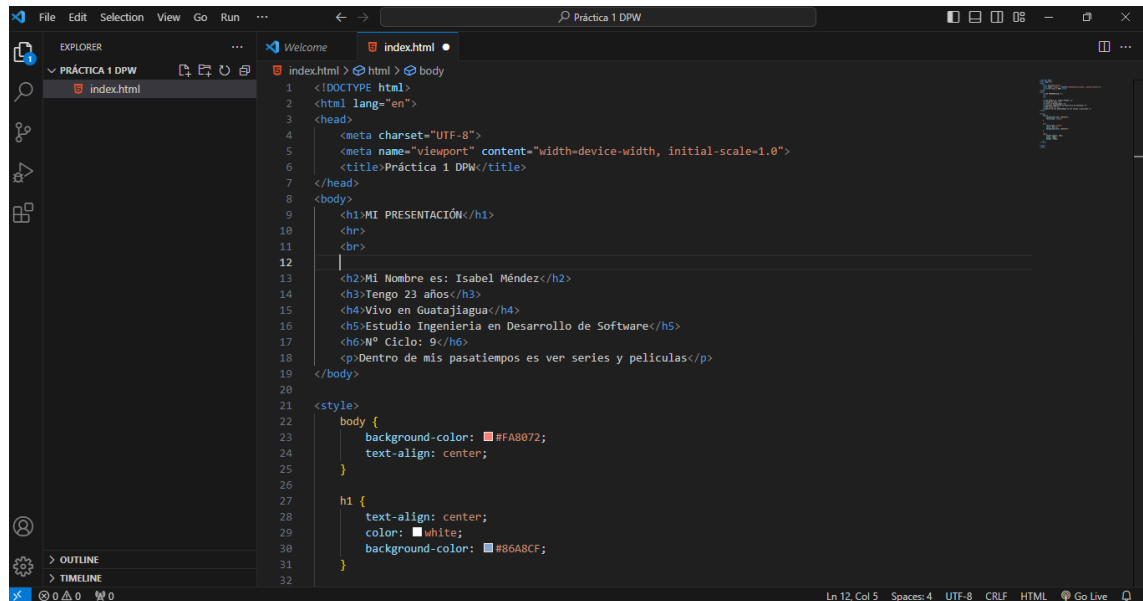 File Edit Selection View Go Run ··· ← → Práctica 1 DPW
EXPLORER ···
PRÁCTICA 1 DPW
index.html
OUTLINE
TIMELINE
Welcome index.html ●
index.html > html > body
1 <!DOCTYPE html>
2 <html lang="en">
3 <head>
4 <meta charset="UTF-8">
5 <meta name="viewport" content="width=device-width, initial-scale=1.0">
6 <title>Práctica 1 DPW</title>
7 </head>
8 <body>
9 <h1>MI PRESENTACIÓN</h1>
10 <hr>
11 <br>
12
13 <h2>Mi Nombre es: Isabel Méndez</h2>
14 <h3>Tengo 23 años</h3>
15 <h4>Vivo en Guatajiagua</h4>
16 <h5>Estudio Ingenieria en Desarrollo de Software</h5>
17 <h6>Nº Ciclo: 9</h6>
18 <p>Dentro de mis pasatiempos es ver series y peliculas</p>
19 </body>
20
21 <style>
22 body {
23 background-color: #FA8072;
24 text-align: center;
25 }
26
27 h1 {
28 text-align: center;
29 color: white;
30 background-color: #86A8CF;
31 }
32
0 0 0 Ln 12, Col 5 Spaces: 4 UTF-8 CRLF HTML Go Live